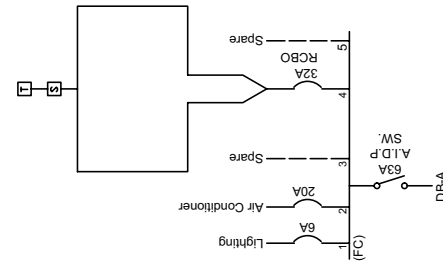 T
S
Spare
5
32A
RCBO
4
Spare
3
63A
A.I.D.P
SW.
DB-A
20A
Air Conditioner
2
6A
Lighting
1
(FC)